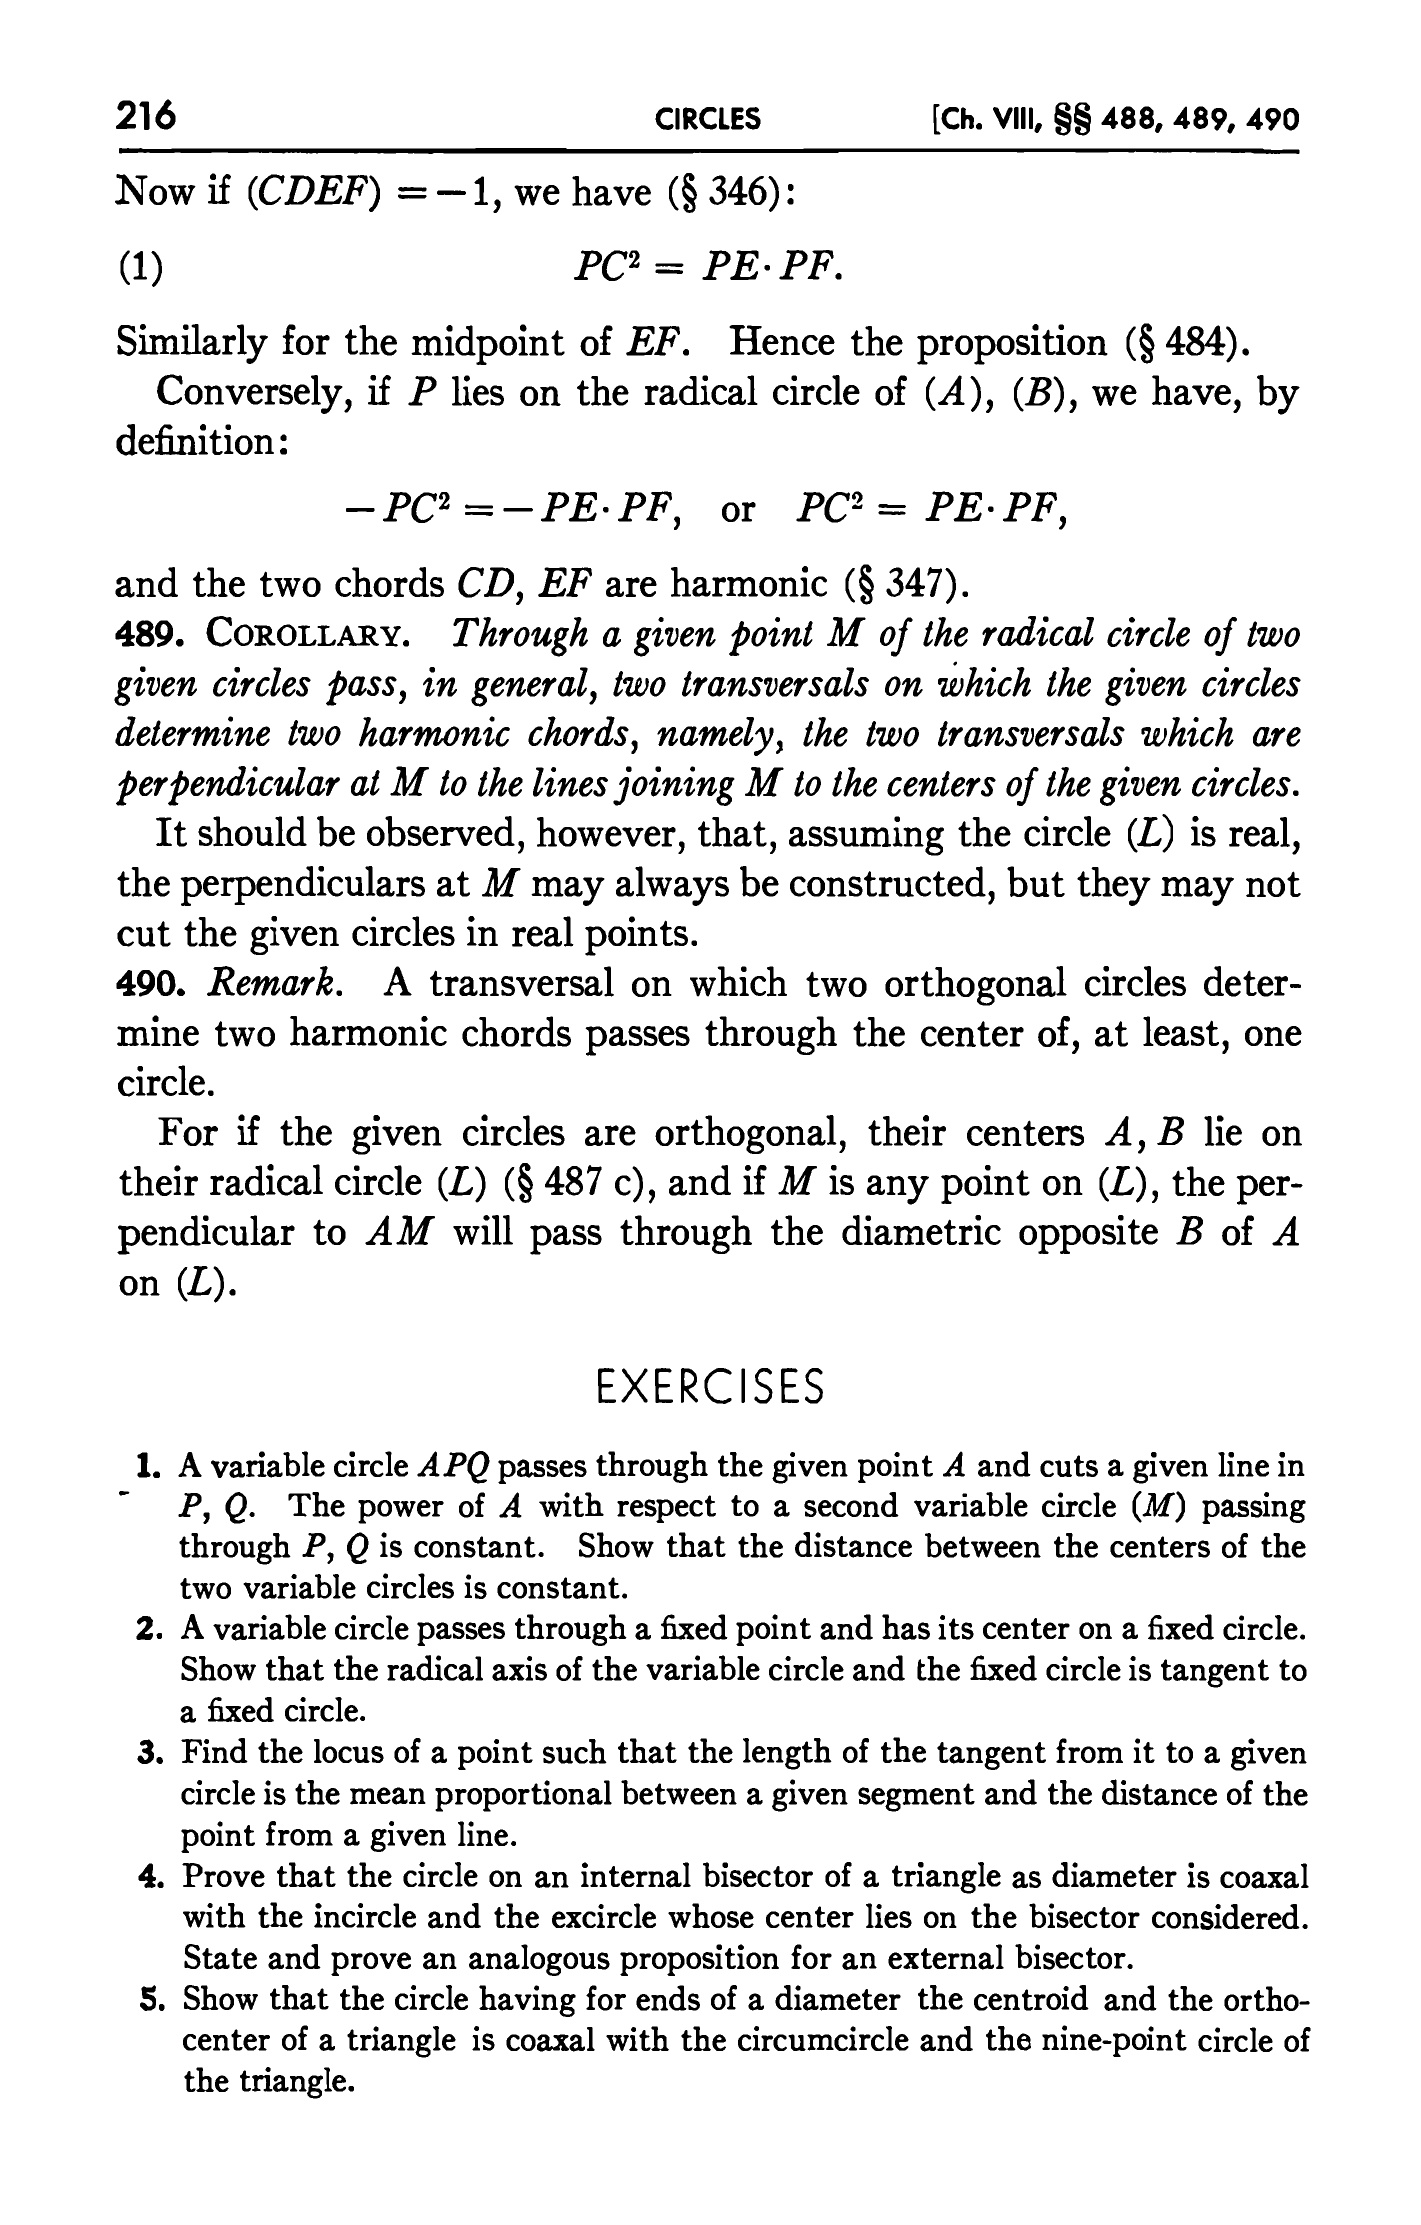 216 CIRCLES [Ch. VIII, §§ 488, 489, 490
Now if (CDEF) = − 1, we have (§ 346):
(1) PC² = PE· PF.
Similarly for the midpoint of EF. Hence the proposition (§ 484).
Conversely, if P lies on the radical circle of (A), (B), we have, by
definition:
− PC² = − PE· PF, or PC² = PE· PF,
and the two chords CD, EF are harmonic (§ 347).
489. COROLLARY. Through a given point M of the radical circle of two
given circles pass, in general, two transversals on which the given circles
determine two harmonic chords, namely, the two transversals which are
perpendicular at M to the lines joining M to the centers of the given circles.
It should be observed, however, that, assuming the circle (L) is real,
the perpendiculars at M may always be constructed, but they may not
cut the given circles in real points.
490. Remark. A transversal on which two orthogonal circles deter-
mine two harmonic chords passes through the center of, at least, one
circle.
For if the given circles are orthogonal, their centers A, B lie on
their radical circle (L) (§ 487 c), and if M is any point on (L), the per-
pendicular to AM will pass through the diametric opposite B of A
on (L).
EXERCISES
1. A variable circle APQ passes through the given point A and cuts a given line in
P, Q. The power of A with respect to a second variable circle (M) passing
through P, Q is constant. Show that the distance between the centers of the
two variable circles is constant.
2. A variable circle passes through a fixed point and has its center on a fixed circle.
Show that the radical axis of the variable circle and the fixed circle is tangent to
a fixed circle.
3. Find the locus of a point such that the length of the tangent from it to a given
circle is the mean proportional between a given segment and the distance of the
point from a given line.
4. Prove that the circle on an internal bisector of a triangle as diameter is coaxal
with the incircle and the excircle whose center lies on the bisector considered.
State and prove an analogous proposition for an external bisector.
5. Show that the circle having for ends of a diameter the centroid and the ortho-
center of a triangle is coaxal with the circumcircle and the nine-point circle of
the triangle.